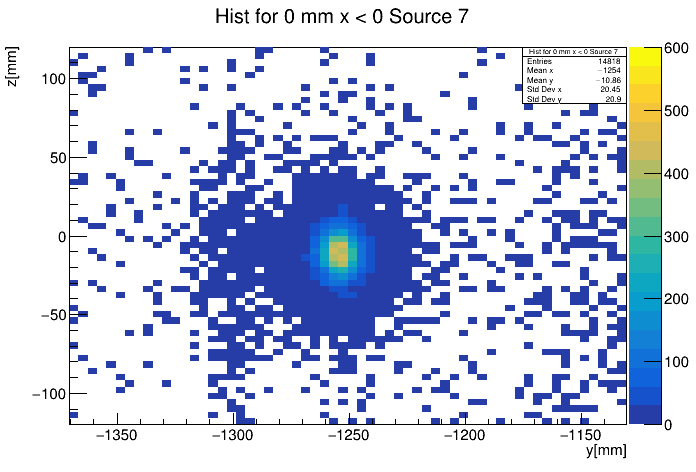 Hist for 0 mm x < 0 Source 7
z[mm]
Hist for 0 mm x < 0 Source 7
Entries 14818
Mean x −1254
Mean y −10.86
Std Dev x 20.45
Std Dev y 20.9
100
50
0
−50
−100
−1350 −1300 −1250 −1200 −1150
y[mm]
600
500
400
300
200
100
0